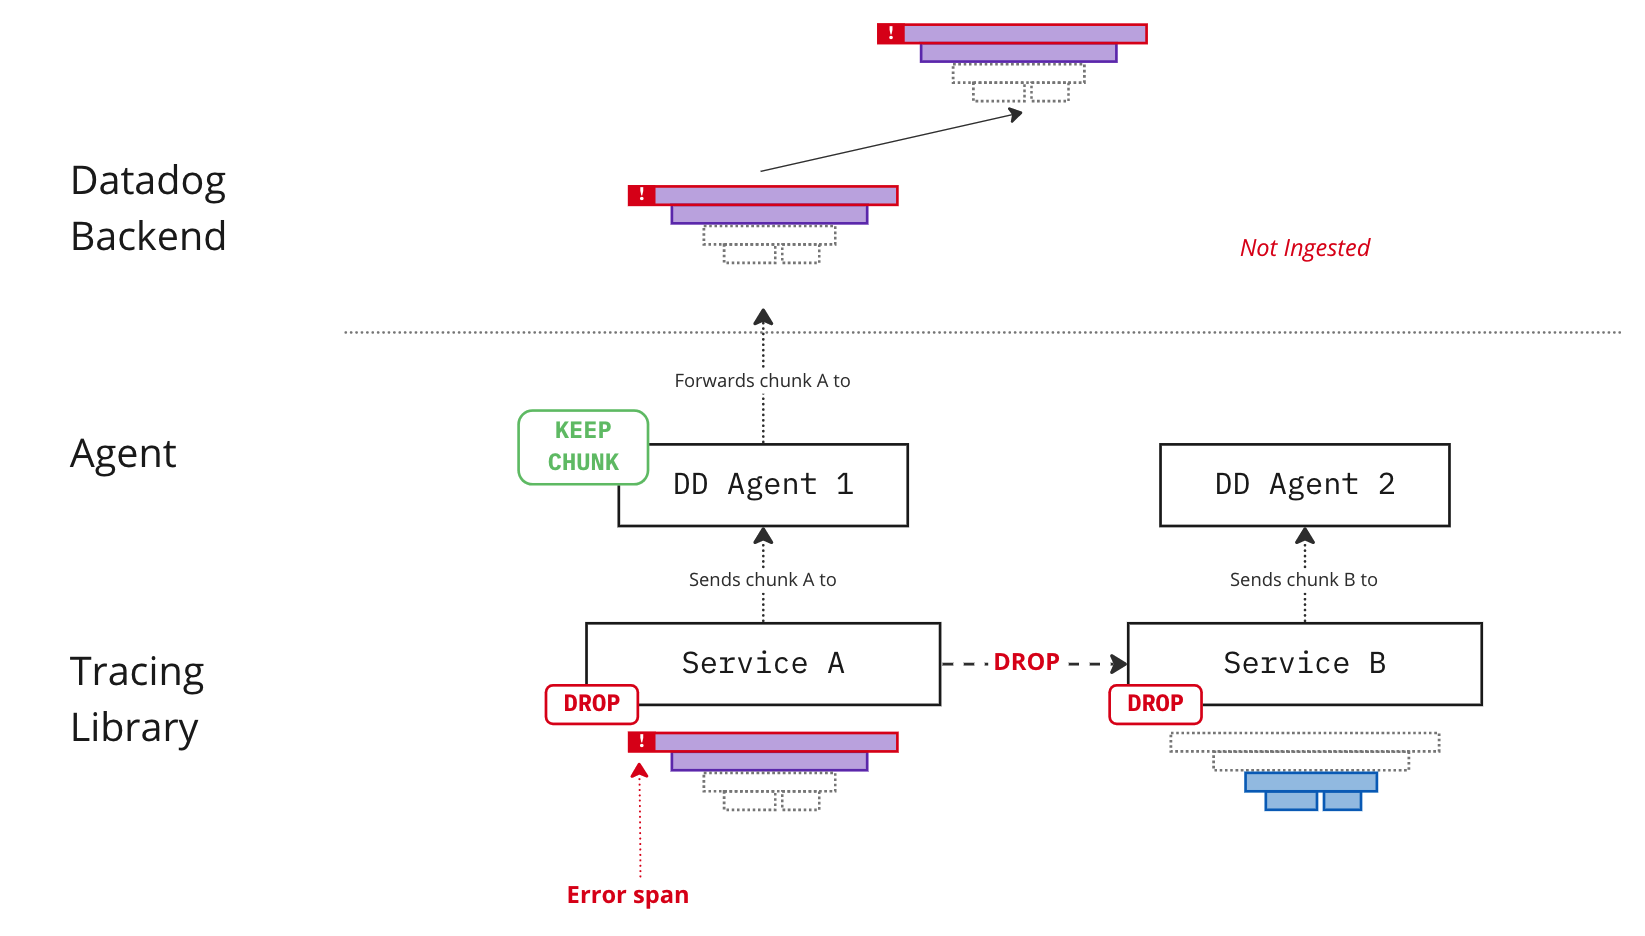 !
!
Datadog
Backend
Not Ingested
Forwards chunk A to
KEEP
CHUNK
Agent
DD Agent 1
DD Agent 2
Sends chunk A to
Sends chunk B to
Tracing
Library
Service A
DROP
Service B
DROP
DROP
!
Error span